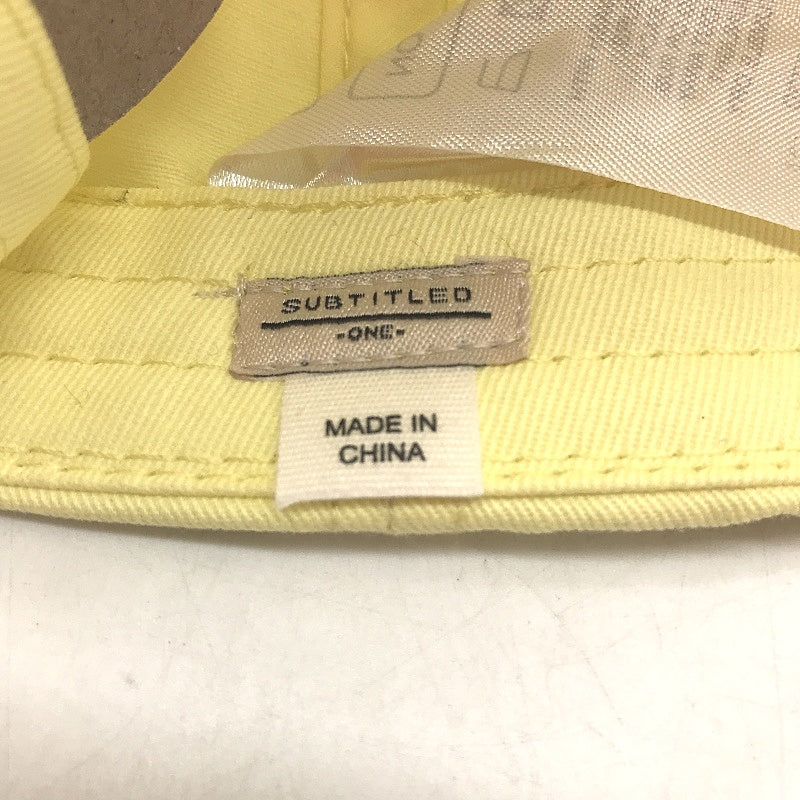 SUBTITLED
-ONE-
MADE IN
CHINA